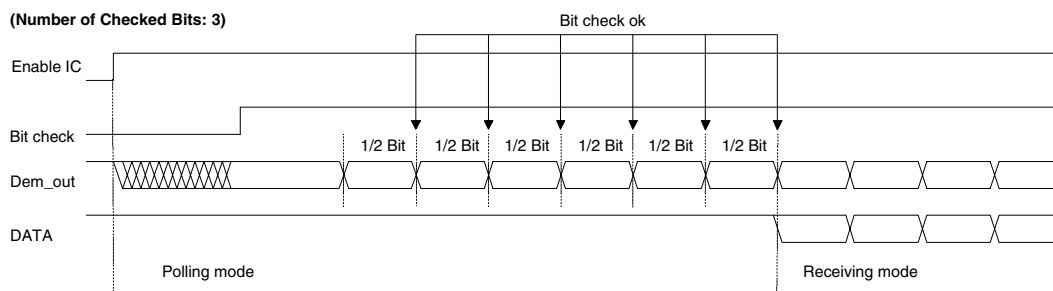 (Number of Checked Bits: 3)
Bit check ok
Enable IC
Bit check
1/2 Bit 1/2 Bit 1/2 Bit 1/2 Bit 1/2 Bit 1/2 Bit
Dem_out
DATA
Polling mode Receiving mode